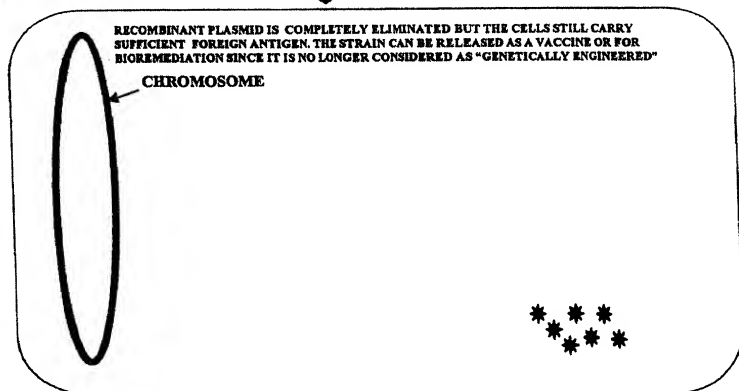 RECOMBINANT PLASMID IS COMPLETELY ELIMINATED BUT THE CELLS STILL CARRY
SUFFICIENT FOREIGN ANTIGEN. THE STRAIN CAN BE RELEASED AS A VACCINE OR FOR
BIOREMEDIATION SINCE IT IS NO LONGER CONSIDERED AS "GENETICALLY ENGINEERED"
CHROMOSOME